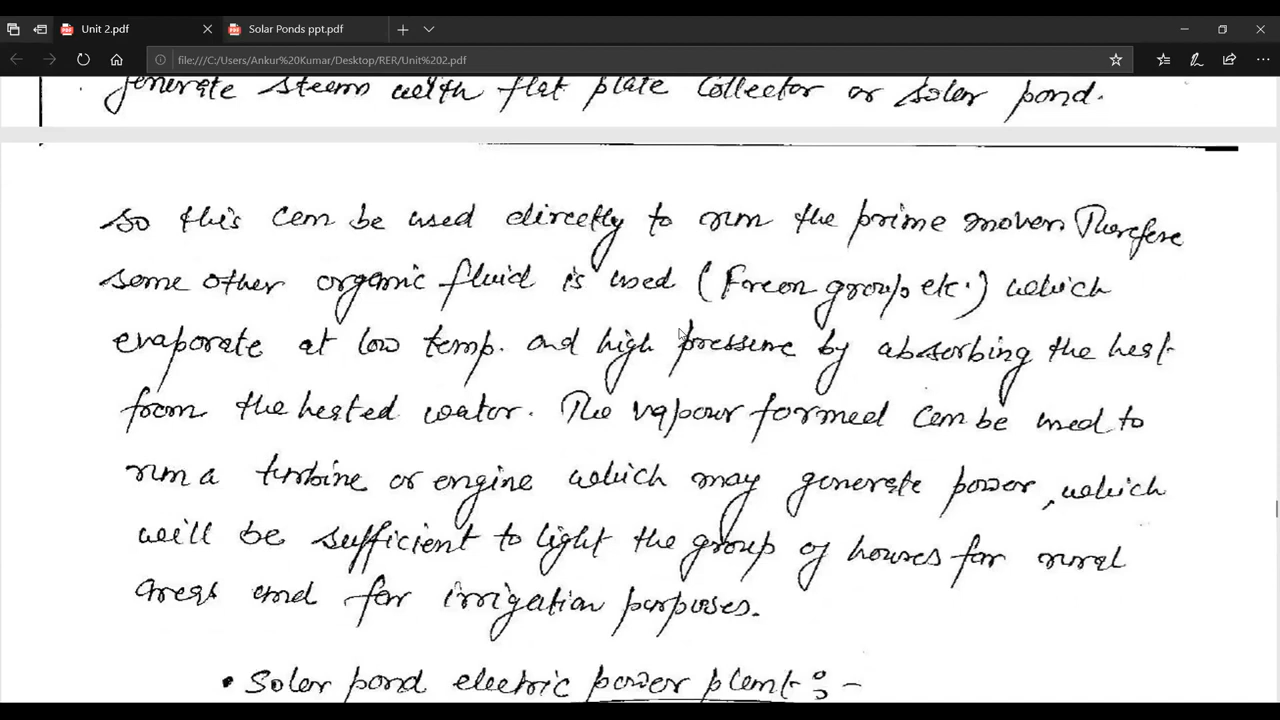 Unit 2.pdf
Solar Ponds ppt.pdf
file:///C:/Users/Ankur%20Kumar/Desktop/RER/Unit%202.pdf
generate steam with flat plate Collector or solar pond.
So this can be used directly to run the prime mover. Therefore
some other organic fluid is used (Freon group, etc.) which
evaporate at low temp. and high pressure by absorbing the heat
from the heated water. The vapour formed can be used to
run a turbine or engine which may generate power, which
will be sufficient to light the group of houses for rural
areas and for irrigation purposes.
• Solar pond electric power plant :-